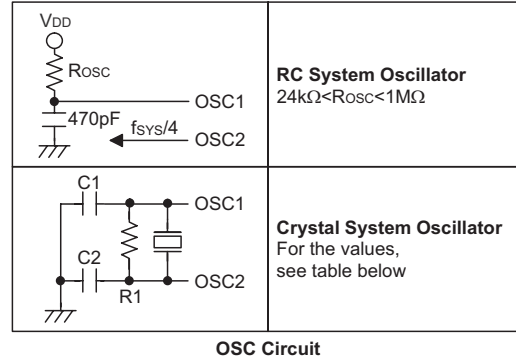 VDD
ROSC
470pF
OSC1
fSYS/4
OSC2
RC System Oscillator
24kΩ<ROSC<1MΩ
C1
OSC1
C2
R1
OSC2
Crystal System Oscillator
For the values,
see table below
OSC Circuit